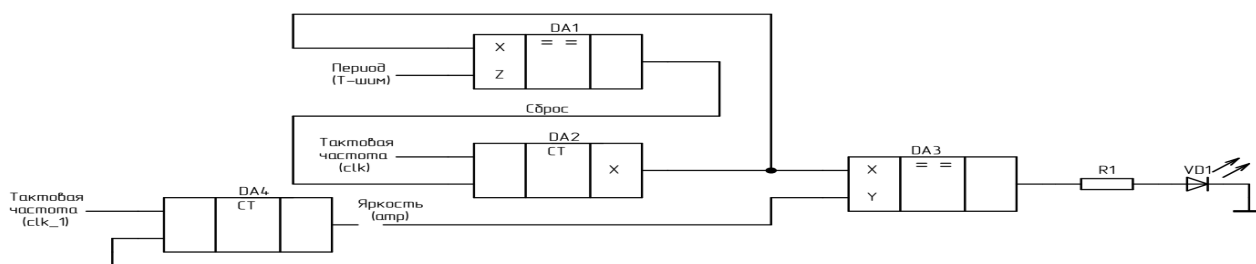 DA1
= =
X
Z
Период
(Т-шим)
Сброс
DA2
CT
X
Тактовая
частота
(clk)
DA3
= =
X
Y
R1
VD1
DA4
CT
Тактовая
частота
(clk_1)
Яркость
(amp)